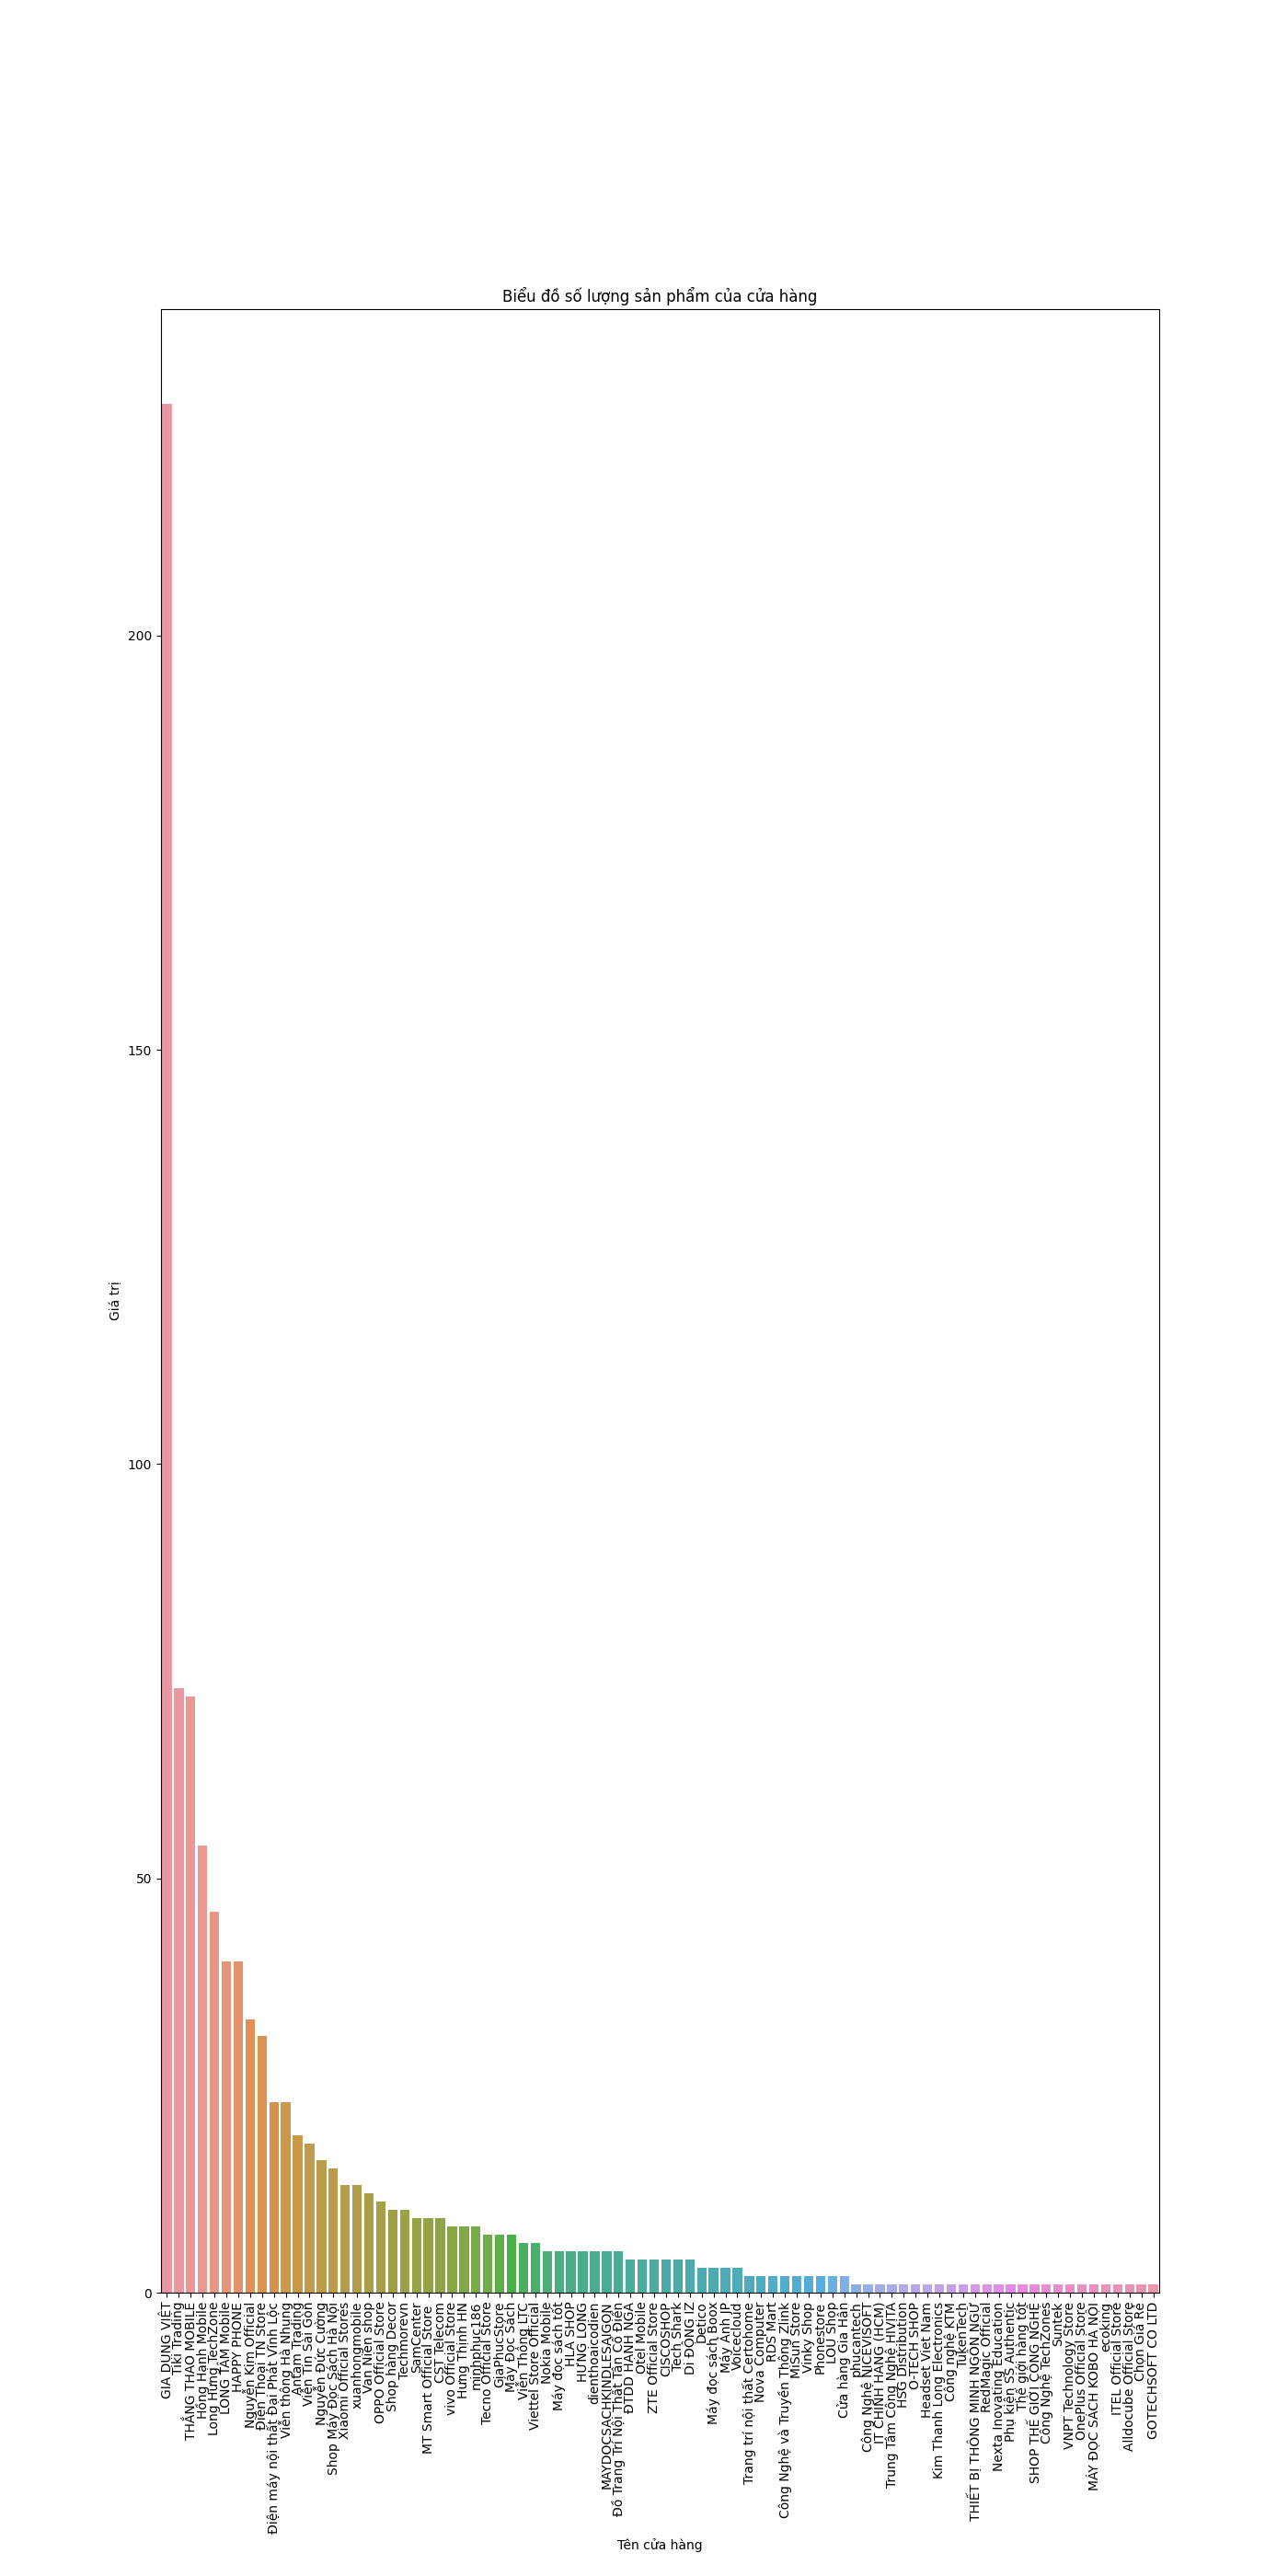 Biểu đồ số lượng sản phẩm của cửa hàng
Giá trị
200
150
100
50
0
GIA DỤNG VIỆT
Tiki Trading
THẮNG THAO MOBILE
Hồng Hạnh Mobile
Long Hưng TechZone
LONG TÂM Mobile
HAPPY PHONE
Nguyễn Kim Official
Điện Thoại TN Store
Điện máy nội thất Đại Phát Vĩnh Lộc
Viễn thông Hà Nhung
Antam Trading
Viễn Tin Sài Gòn
Nguyễn Đức Cường
Shop Máy Đọc Sách Hà Nội
Xiaomi Official Stores
xuanhongmobile
Vạn Niên shop
OPPO Official Store
Shop hàng Decor
Techmorevn
SamCenter
MT Smart Official Store
C&T Telecom
vivo Official Store
Hưng Thịnh HN
minhphuc186
Tecno Official Store
GiaPhucStore
Máy Đọc Sách
Viễn Thông LTC
Viettel Store Official
Nokia Mobile
Máy đọc sách tốt
HLA SHOP
HƯNG LONG
dienthoaicodien
MAYDOCSACHKINDLESAIGON
Đồ Trang Trí Nội Thất Tân Cổ Điển
ĐTDD HẠNH NGA
Otel Mobile
ZTE Official Store
CISCOSHOP
Tech Shark
DI ĐỘNG IZ
Detico
Máy đọc sách Boox
Máy Ảnh JP
Voicecloud
Trang trí nội thất Certohome
Nova Computer
RDS Mart
Công Nghệ và Truyền Thông Zlink
MiSun Store
Vinky Shop
Phonestore
LOU Shop
Cửa hàng Gia Hân
phucantech
Công Nghệ NICEVISOFT
IT CHÍNH HÃNG (HCM)
Trung Tâm Công Nghệ HIVITA
HSG Distribution
O-TECH SHOP
Headset Việt Nam
Kim Thanh Long Electronics
Công nghệ KTM
TukenTech
THIẾT BỊ THÔNG MINH NGÔN NGỮ
RedMagic Official
Nexta Inovating Education
Phụ kiện SS Authentic
Thế giới hàng tốt
SHOP THẾ GIỚI CÔNG NGHỆ
Công Nghệ TechZones
Suntek
VNPT Technology Store
OnePlus Official Store
MÁY ĐỌC SÁCH KOBO HÀ NỘI
eoking
ITEL Official Store
Alldocube Official Store
Chọn Giá Rẻ
GOTECHSOFT CO LTD
Tên cửa hàng